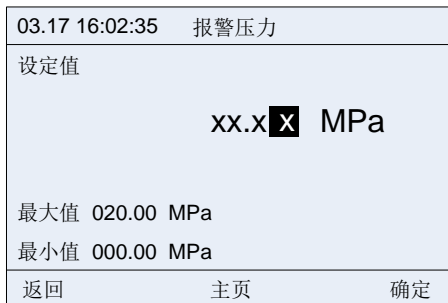 03.17 16:02:35 报警压力
设定值
xx.xx MPa
最大值 020.00 MPa
最小值 000.00 MPa
返回 主页 确定